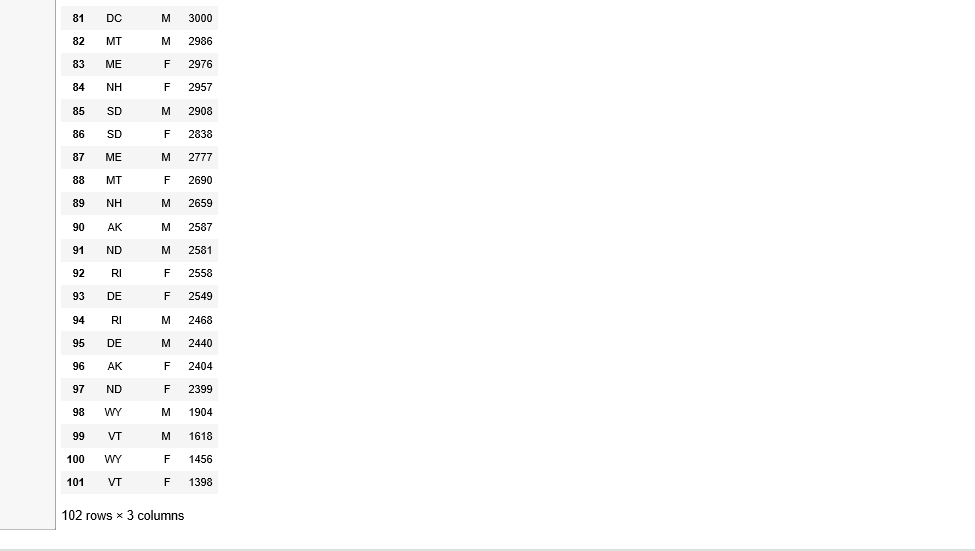 81 DC M 3000
82 MT M 2986
83 ME F 2976
84 NH F 2957
85 SD M 2908
86 SD F 2838
87 ME M 2777
88 MT F 2690
89 NH M 2659
90 AK M 2587
91 ND M 2581
92 RI F 2558
93 DE F 2549
94 RI M 2468
95 DE M 2440
96 AK F 2404
97 ND F 2399
98 WY M 1904
99 VT M 1618
100 WY F 1456
101 VT F 1398
102 rows × 3 columns